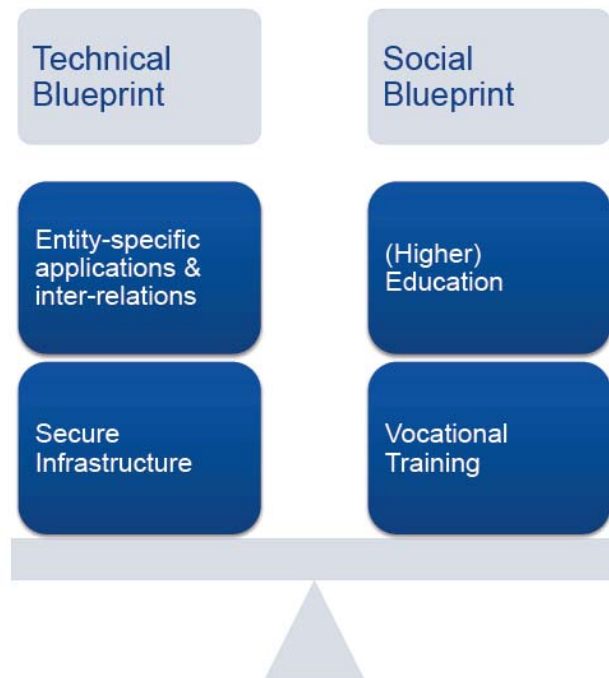 Technical
Blueprint
Social
Blueprint
Entity-specific
applications &
inter-relations
(Higher)
Education
Secure
Infrastructure
Vocational
Training